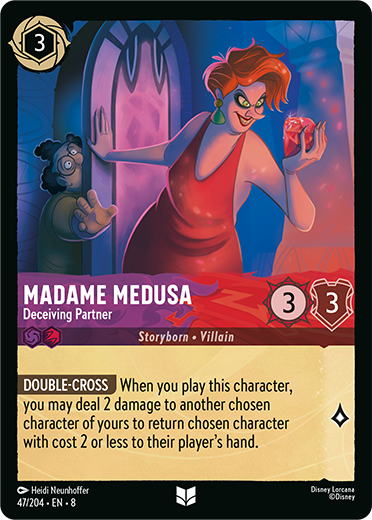 3
MADAME MEDUSA
Deceiving Partner
3
3
Storyborn • Villain
DOUBLE-CROSS When you play this character,
you may deal 2 damage to another chosen
character of yours to return chosen character
with cost 2 or less to their player's hand.
Heidi Neunhoffer
47/204 • EN • 8
Disney Lorcana
©Disney